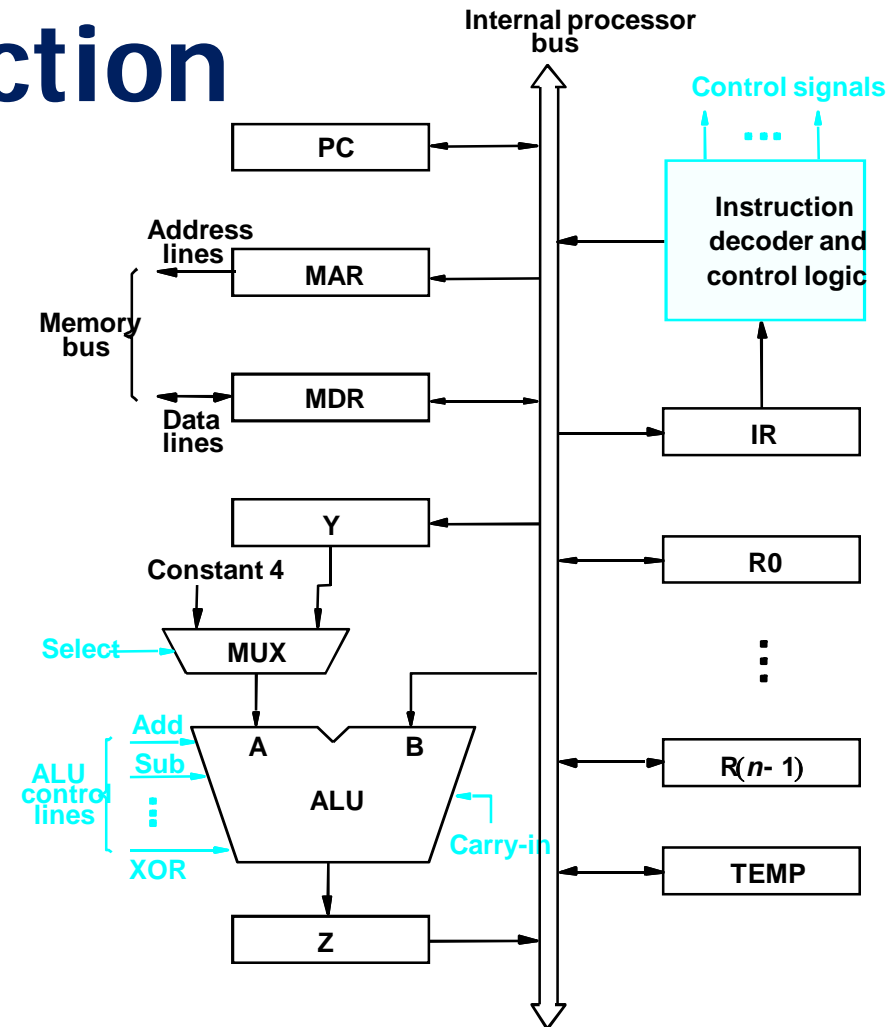 ction
Internal processor
bus
Control signals
...
PC
Instruction
decoder and
control logic
Address
lines
MAR
Memory
bus
MDR
Data
lines
IR
Y
R0
Constant 4
Select
MUX
...
Add
A
B
R(n- 1)
Sub
ALU
control
lines
...
ALU
Carry-in
XOR
TEMP
Z